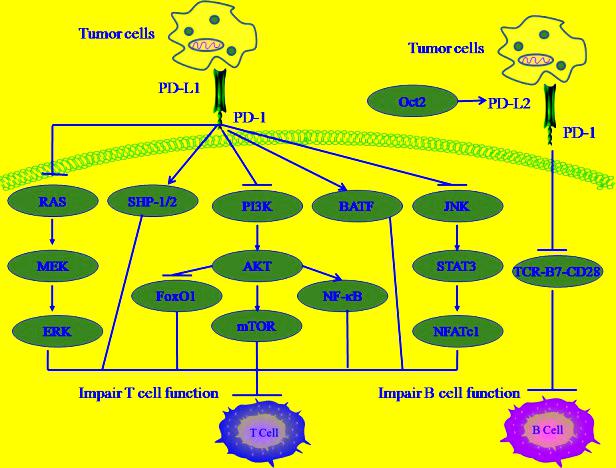 Tumor cells
Tumor cells
PD-L1
Oct2
PD-L2
PD-1
PD-1
RAS
SHP-1/2
PI3K
BATF
JNK
MEK
AKT
STAT3
TCR-B7-CD28
FoxO1
NF-κB
ERK
mTOR
NFATc1
Impair T cell function
Impair B cell function
T Cell
B Cell